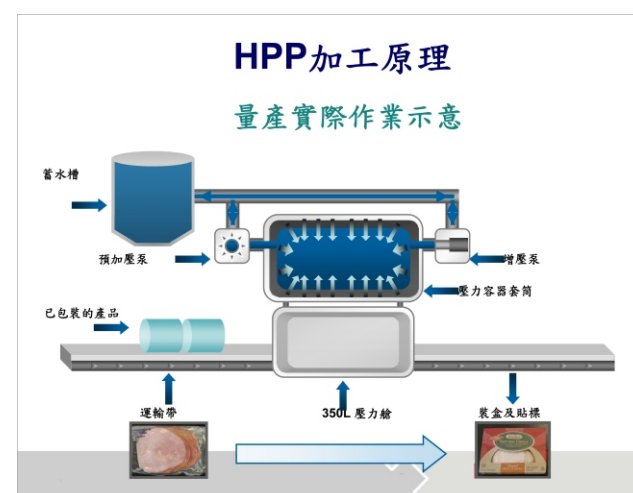 HPP加工原理
量產實際作業示意
蓄水槽
預加壓泵
增壓泵
壓力容器套筒
已包裝的產品
運輸帶
350L 壓力艙
裝盒及貼標